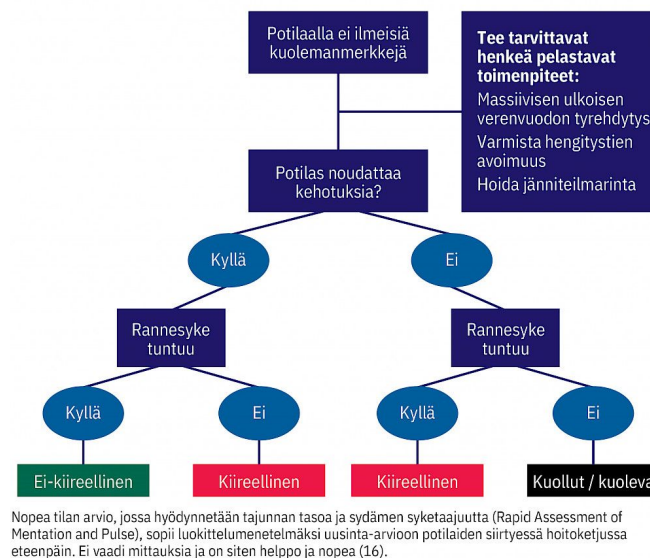 Potilaalla ei ilmeisiä
kuolemanmerkkejä
Tee tarvittavat
henkeä pelastavat
toimenpiteet:
Massiivisen ulkoisen
verenvuodon tyrehdytys
Varmista hengitystien
avoimuus
Hoida jänniteilmarinta
Potilas noudattaa
kehotuksia?
Kyllä
Ei
Rannesyke
tuntuu
Rannesyke
tuntuu
Kyllä
Ei
Kyllä
Ei
Ei-kiireellinen
Kiireellinen
Kiireellinen
Kuollut / kuoleva
Nopea tilan arvio, jossa hyödynnetään tajunnan tasoa ja sydämen syketaajuutta (Rapid Assessment of
Mentation and Pulse), sopii luokittelumenetelmäksi uusinta-arvioon potilaiden siirtyessä hoitoketjussa
eteenpäin. Ei vaadi mittauksia ja on siten helppo ja nopea (16).